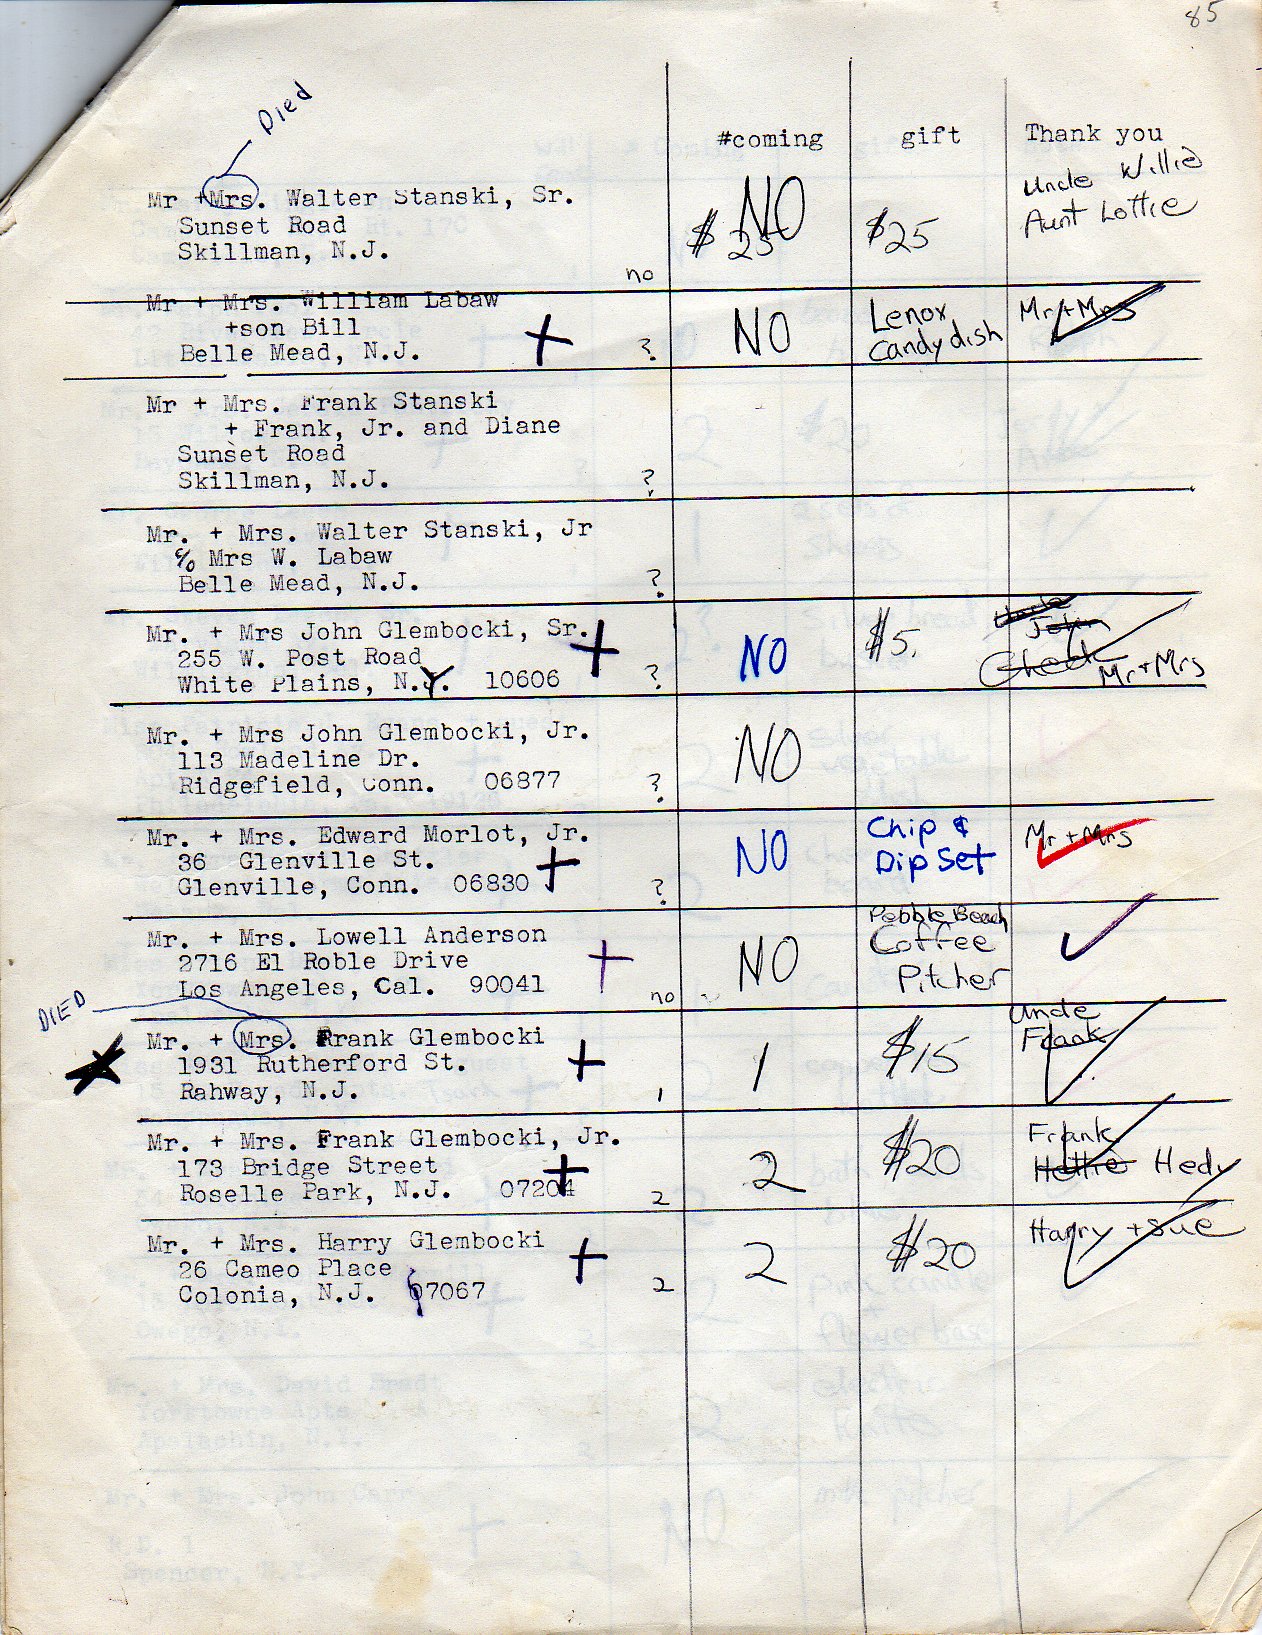 85
Died
#coming gift Thank you
Mr + Mrs. Walter Stanski, Sr.
Sunset Road
Skillman, N.J.
no
NO
$ 25
$25
Uncle Willie
Aunt Lottie
Mr + Mrs. William Labaw
+son Bill
Belle Mead, N.J.
+
?
NO
Lenox
Candy dish
Mr + Mrs
Mr + Mrs. Frank Stanski
+ Frank, Jr. and Diane
Sunset Road
Skillman, N.J.
?
Mr. + Mrs. Walter Stanski, Jr
c/o Mrs W. Labaw
Belle Mead, N.J.
?
Mr. + Mrs John Glembocki, Sr.
255 W. Post Road
White Plains, N.Y. 10606
+
?
NO
$5.
Uncle
John
Check
Mr + Mrs
Mr. + Mrs John Glembocki, Jr.
113 Madeline Dr.
Ridgefield, Conn. 06877
?
NO
Mr. + Mrs. Edward Morlot, Jr.
36 Glenville St.
Glenville, Conn. 06830
+
?
NO
Chip &
Dip Set
Mr + Mrs
Mr. + Mrs. Lowell Anderson
2716 El Roble Drive
Los Angeles, Cal. 90041
+
no
NO
Pebble Beach
Coffee
Pitcher
DIED
Mr. + Mrs. Frank Glembocki
1931 Rutherford St.
Rahway, N.J.
+
1
1
$15
Uncle
Frank
Mr. + Mrs. Frank Glembocki, Jr.
173 Bridge Street
Roselle Park, N.J. 07204
+
2
2
$20
Frank
Hettie Hedy
Mr. + Mrs. Harry Glembocki
26 Cameo Place
Colonia, N.J. 07067
+
2
2
$20
Harry + Sue